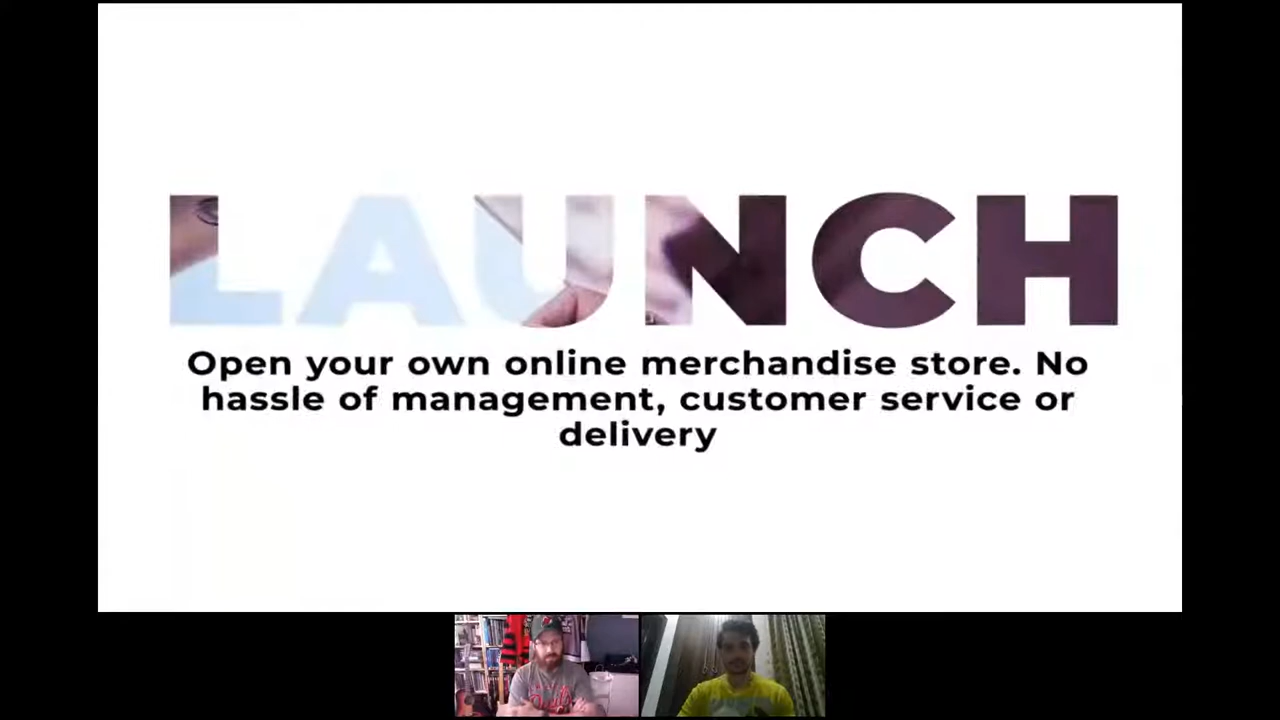 LAUNCH
Open your own online merchandise store. No
hassle of management, customer service or
delivery